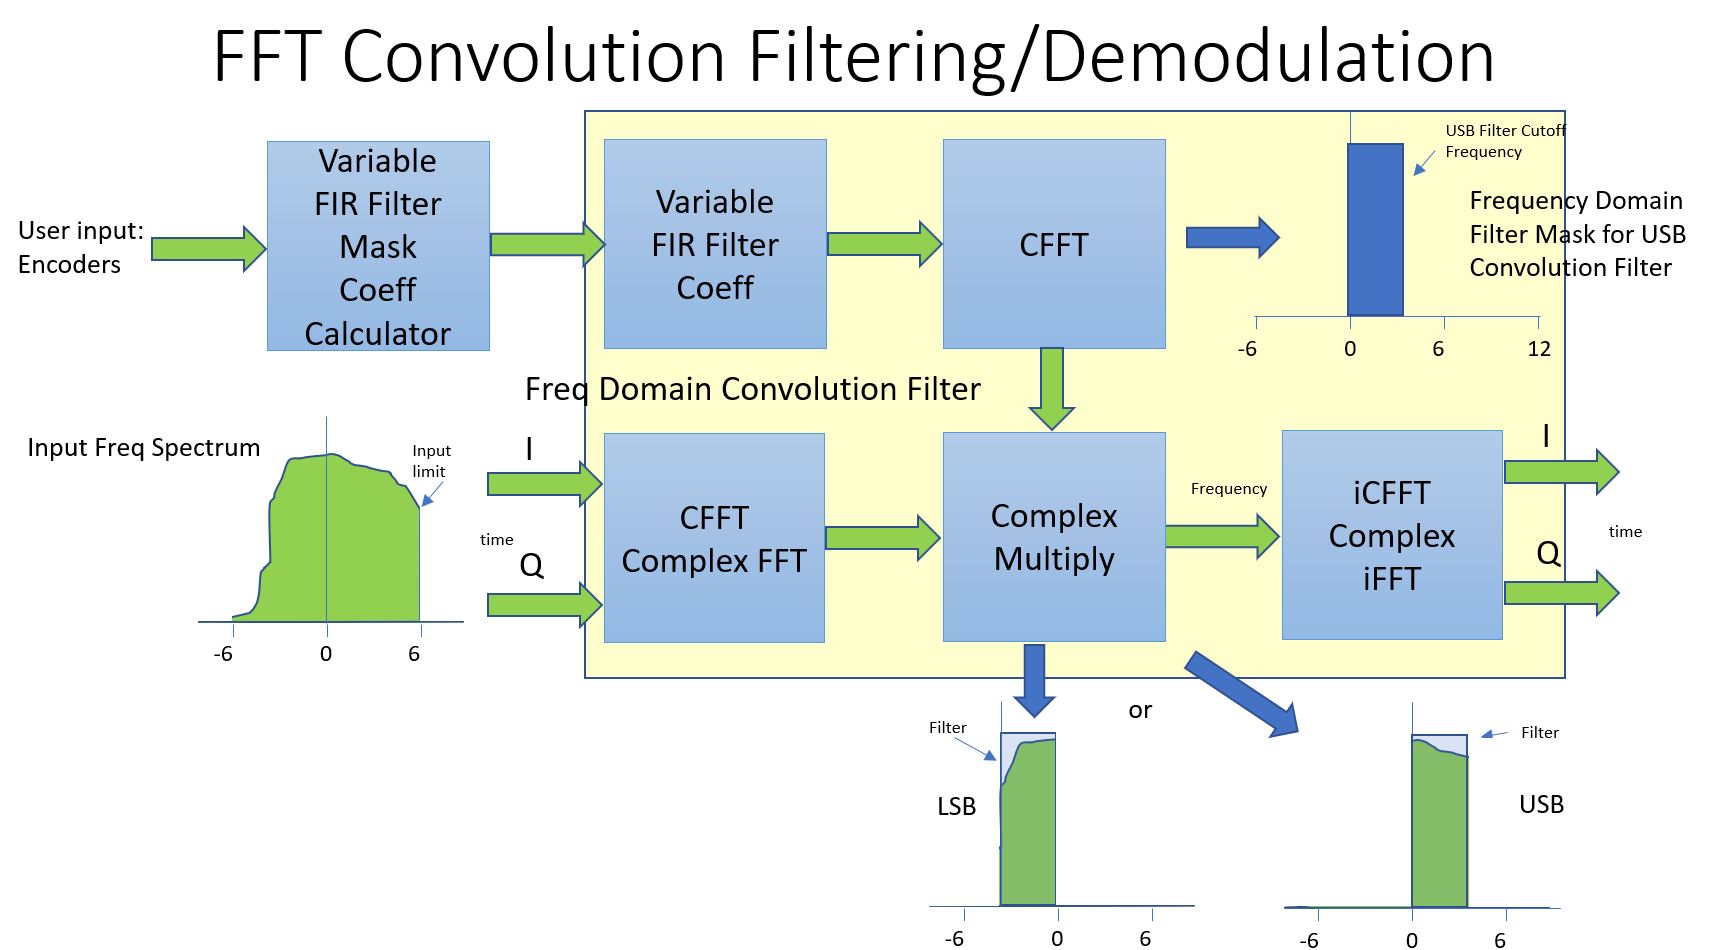 FFT Convolution Filtering/Demodulation
User input:
Encoders
Variable
FIR Filter
Mask
Coeff
Calculator
Variable
FIR Filter
Coeff
CFFT
USB Filter Cutoff
Frequency
Frequency Domain
Filter Mask for USB
Convolution Filter
-6 0 6 12
Freq Domain Convolution Filter
Input Freq Spectrum
Input
limit
-6 0 6
I
time
Q
CFFT
Complex FFT
Complex
Multiply
Frequency
iCFFT
Complex
iFFT
I
time
Q
or
Filter
LSB
-6 0 6
Filter
USB
-6 0 6